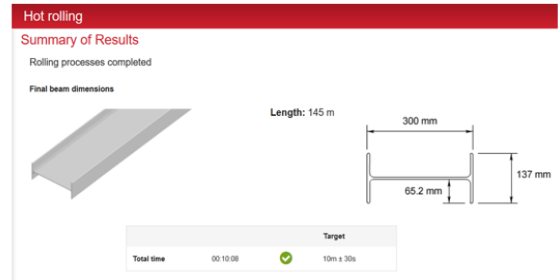 Hot rolling
Summary of Results
Rolling processes completed
Final beam dimensions
Length: 145 m
300 mm
137 mm
65.2 mm
Target
Total time 00:10:08 10m ± 30s